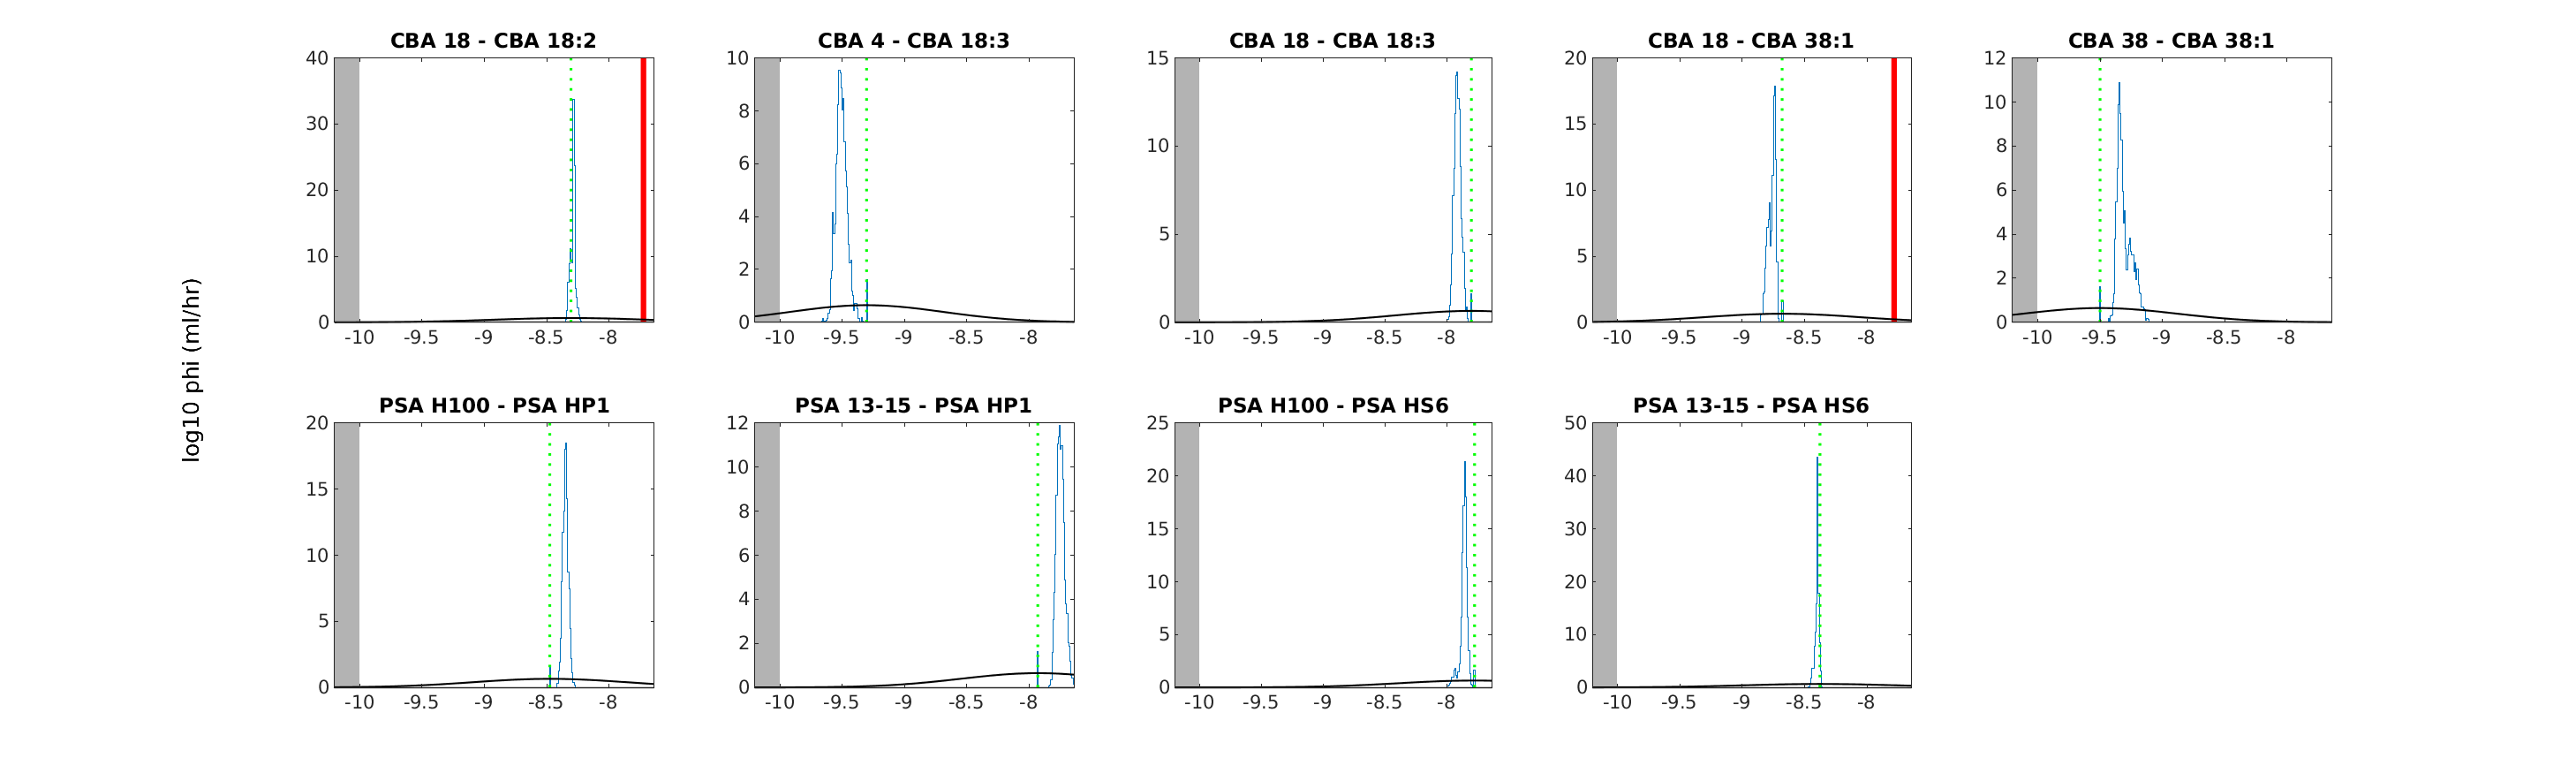 CBA 18 - CBA 18:2
CBA 4 - CBA 18:3
CBA 18 - CBA 18:3
CBA 18 - CBA 38:1
CBA 38 - CBA 38:1
40
30
20
10
0
-10 -9.5 -9 -8.5 -8
10
8
6
4
2
0
-10 -9.5 -9 -8.5 -8
15
10
5
0
-10 -9.5 -9 -8.5 -8
20
15
10
5
0
-10 -9.5 -9 -8.5 -8
12
10
8
6
4
2
0
-10 -9.5 -9 -8.5 -8
log10 phi (ml/hr)
PSA H100 - PSA HP1
PSA 13-15 - PSA HP1
PSA H100 - PSA HS6
PSA 13-15 - PSA HS6
20
15
10
5
0
-10 -9.5 -9 -8.5 -8
12
10
8
6
4
2
0
-10 -9.5 -9 -8.5 -8
25
20
15
10
5
0
-10 -9.5 -9 -8.5 -8
50
40
30
20
10
0
-10 -9.5 -9 -8.5 -8